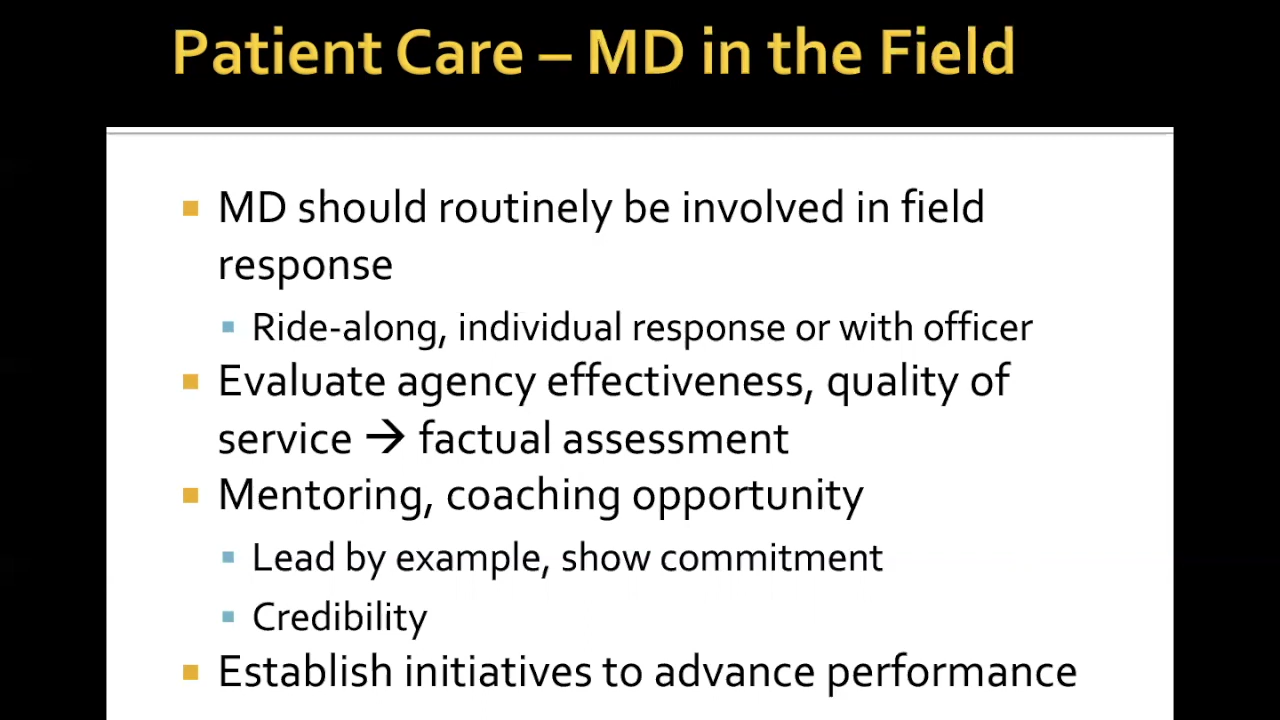 Patient Care – MD in the Field
MD should routinely be involved in field
response
Ride-along, individual response or with officer
Evaluate agency effectiveness, quality of
service → factual assessment
Mentoring, coaching opportunity
Lead by example, show commitment
Credibility
Establish initiatives to advance performance